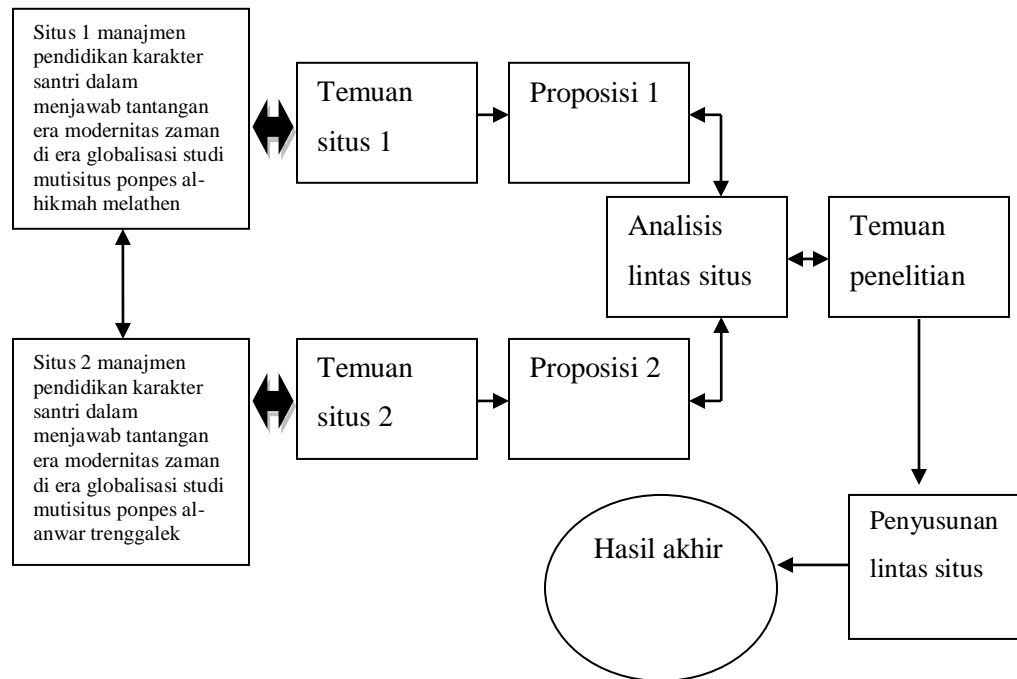 Situs 1 manajmen
pendidikan karakter
santri dalam
menjawab tantangan
era modernitas zaman
di era globalisasi studi
mutisitus ponpes al-
hikmah melathen
Temuan
situs 1
Proposisi 1
Analisis
lintas situs
Temuan
penelitian
Situs 2 manajmen
pendidikan karakter
santri dalam
menjawab tantangan
era modernitas zaman
di era globalisasi studi
mutisitus ponpes al-
anwar trenggalek
Temuan
situs 2
Proposisi 2
Penyusunan
lintas situs
Hasil akhir